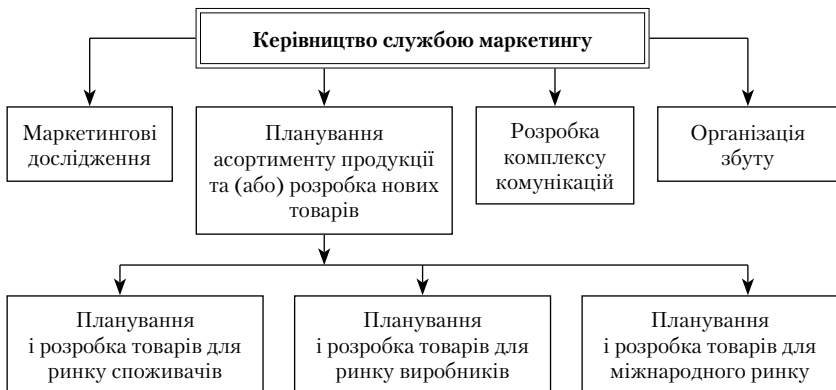 Керівництво службою маркетингу
Маркетингові
дослідження
Планування
асортименту продукції
та (або) розробка нових
товарів
Розробка
комплексу
комунікацій
Організація
збуту
Планування
і розробка товарів для
ринку споживачів
Планування
і розробка товарів для
ринку виробників
Планування
і розробка товарів для
міжнародного ринку